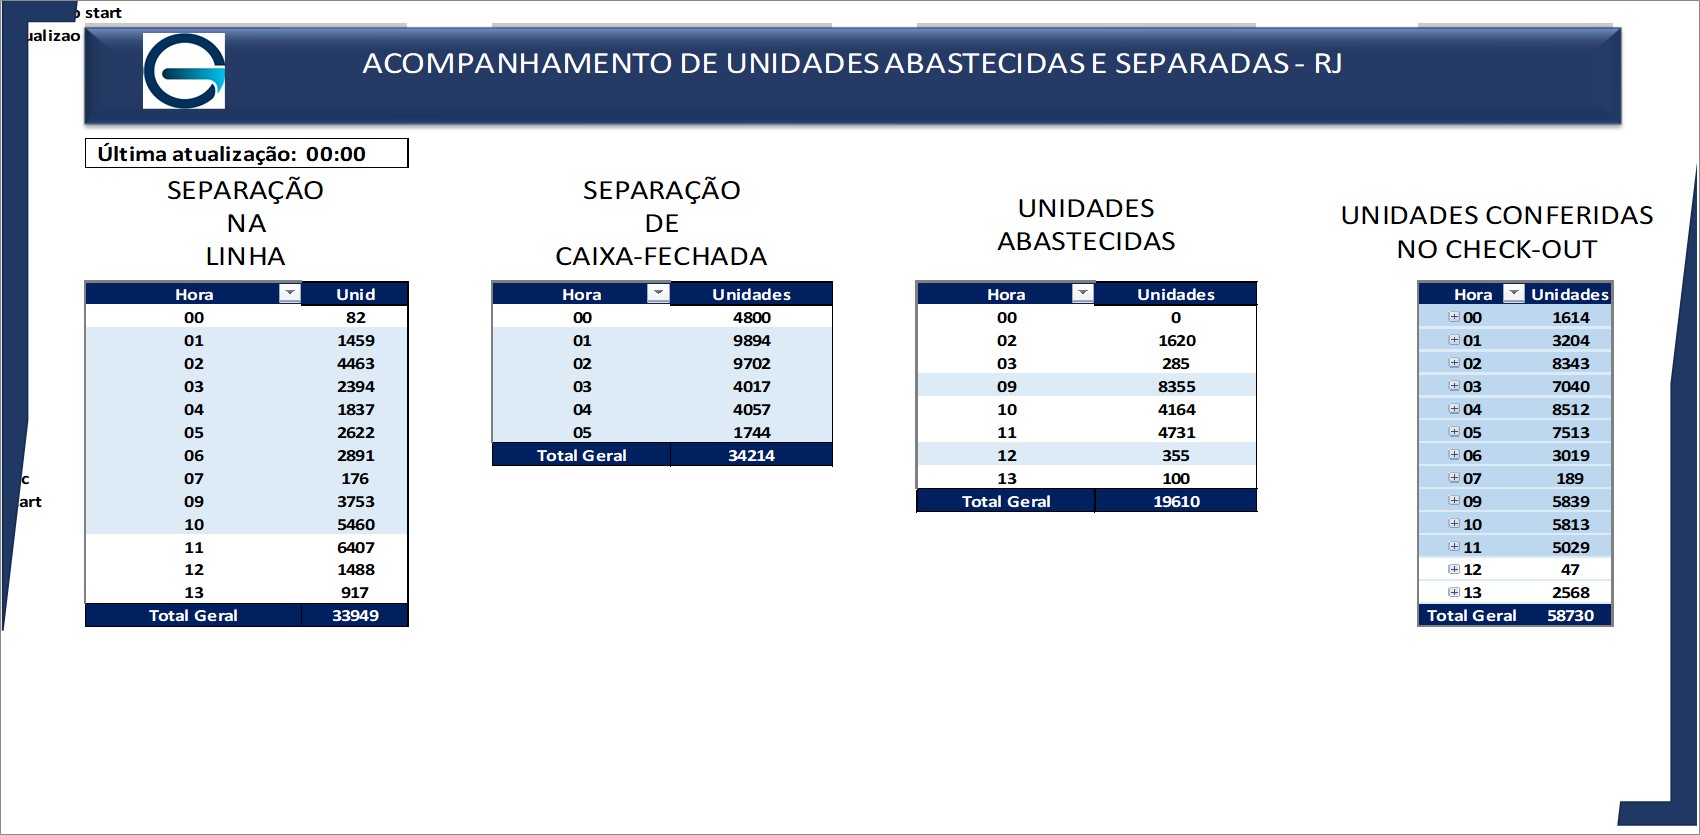 start
ualizao
ACOMPANHAMENTO DE UNIDADES ABASTECIDAS E SEPARADAS - RJ
Última atualização: 00:00
SEPARAÇÃO
NA
LINHA
Hora Unid
00 82
01 1459
02 4463
03 2394
04 1837
05 2622
06 2891
07 176
09 3753
10 5460
11 6407
12 1488
13 917
Total Geral 33949
SEPARAÇÃO
DE
CAIXA-FECHADA
Hora Unidades
00 4800
01 9894
02 9702
03 4017
04 4057
05 1744
Total Geral 34214
UNIDADES
ABASTECIDAS
Hora Unidades
00 0
02 1620
03 285
09 8355
10 4164
11 4731
12 355
13 100
Total Geral 19610
UNIDADES CONFERIDAS
NO CHECK-OUT
Hora Unidades
00 1614
01 3204
02 8343
03 7040
04 8512
05 7513
06 3019
07 189
09 5839
10 5813
11 5029
12 47
13 2568
Total Geral 58730
c
art